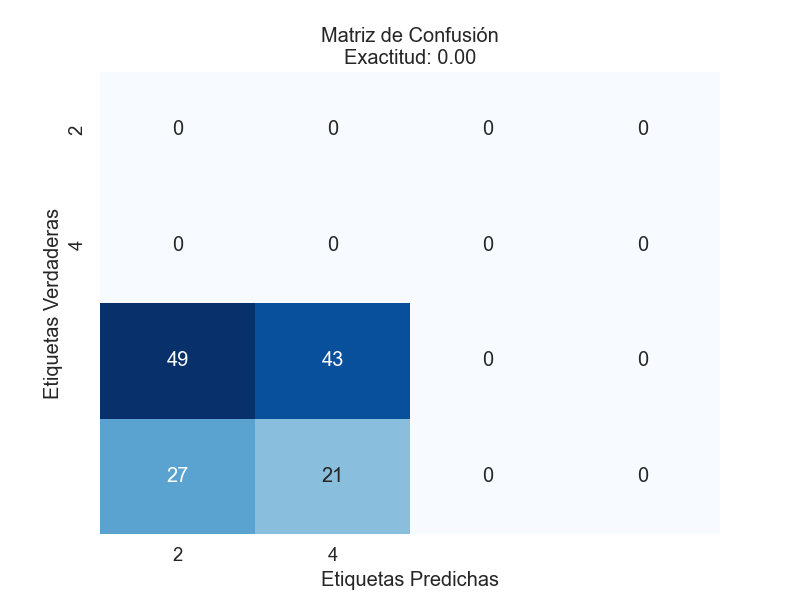 Matriz de Confusión
Exactitud: 0.00
2 0 0 0 0
4 0 0 0 0
49 43 0 0
27 21 0 0
2 4
Etiquetas Verdaderas
Etiquetas Predichas